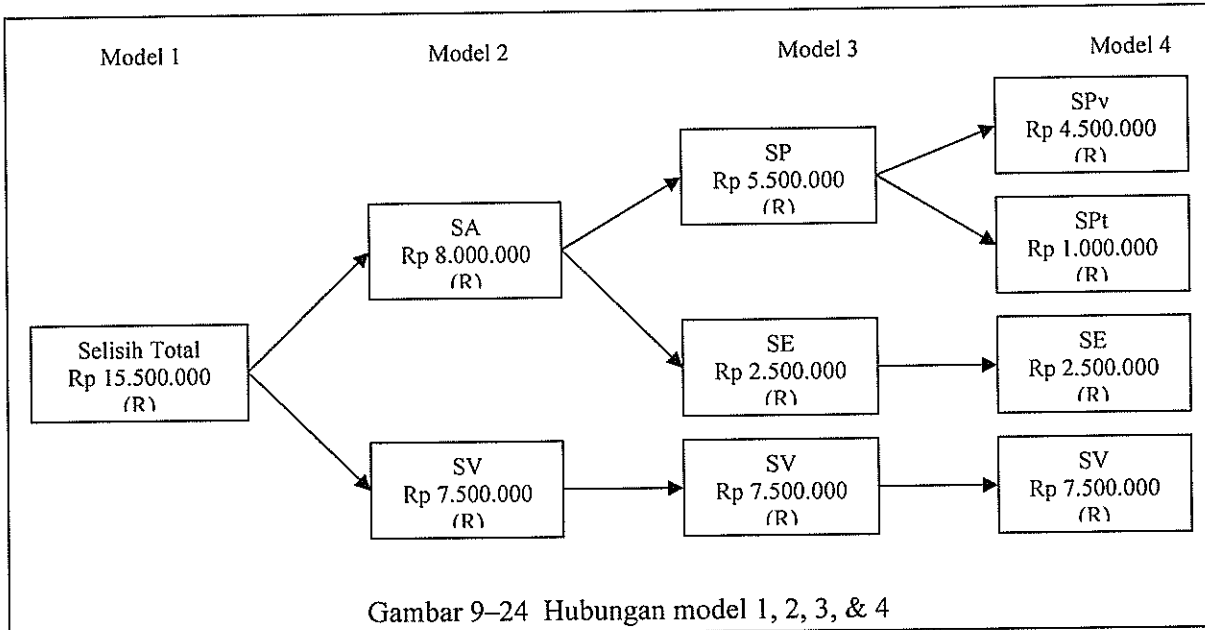 Model 1
Model 2
Model 3
Model 4
Selisih Total
Rp 15.500.000
(R)
SA
Rp 8.000.000
(R)
SV
Rp 7.500.000
(R)
SP
Rp 5.500.000
(R)
SE
Rp 2.500.000
(R)
SV
Rp 7.500.000
(R)
SPv
Rp 4.500.000
(R)
SPt
Rp 1.000.000
(R)
SE
Rp 2.500.000
(R)
SV
Rp 7.500.000
(R)
Gambar 9–24 Hubungan model 1, 2, 3, & 4